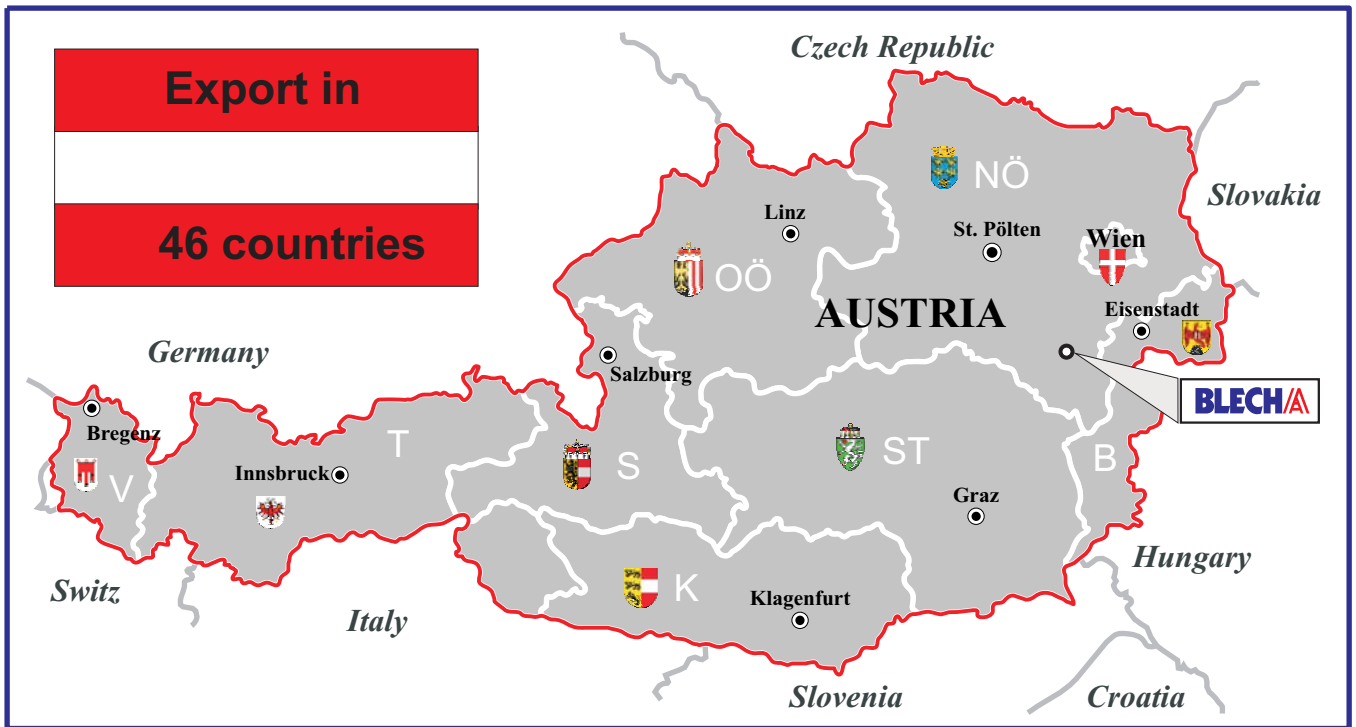 Export in
46 countries
Czech Republic
Slovakia
NÖ
Linz
St. Pölten
Wien
OÖ
AUSTRIA
Eisenstadt
Germany
Salzburg
BLECHA
Bregenz
T
Innsbruck
V
S
ST
B
Graz
Hungary
Switz
K
Klagenfurt
Italy
Slovenia
Croatia